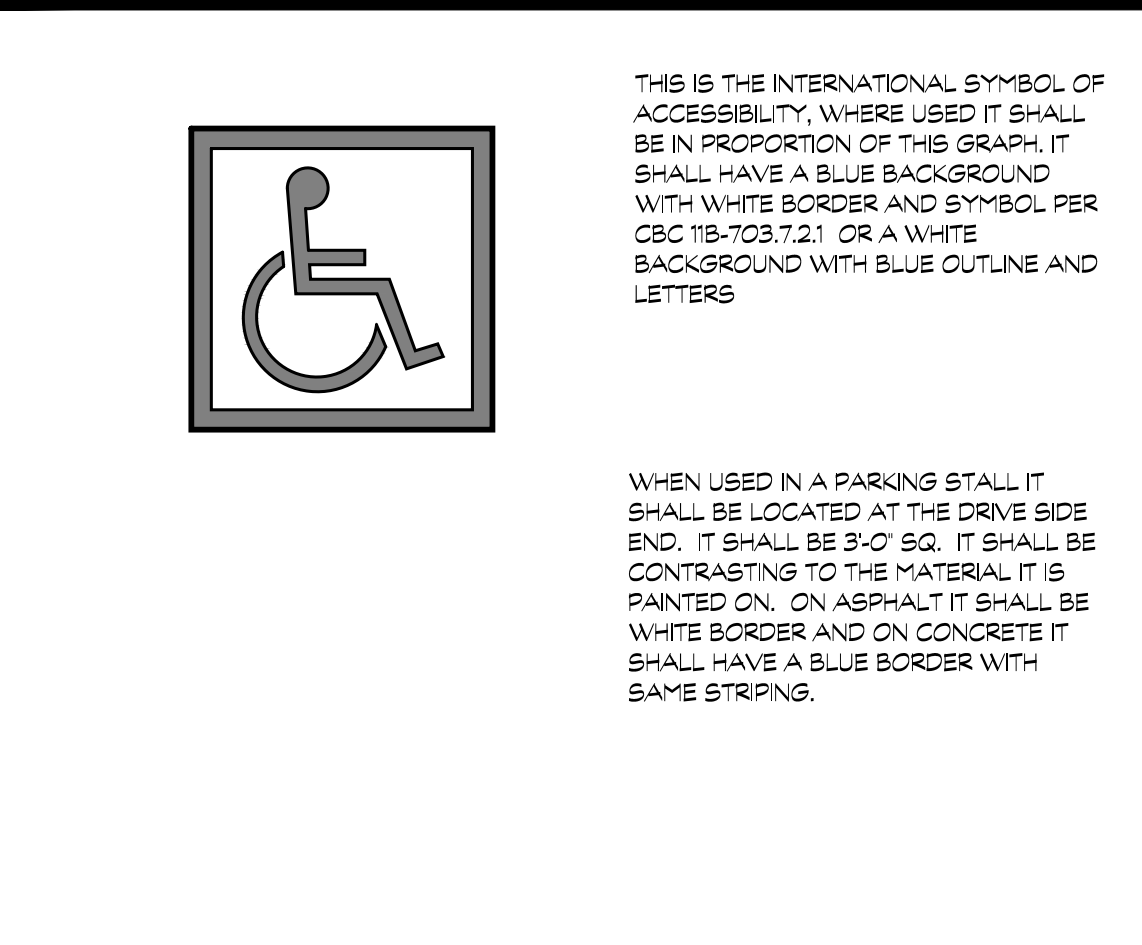 THIS IS THE INTERNATIONAL SYMBOL OF
ACCESSIBILITY, WHERE USED IT SHALL
BE IN PROPORTION OF THIS GRAPH. IT
SHALL HAVE A BLUE BACKGROUND
WITH WHITE BORDER AND SYMBOL PER
CBC 11B-703.7.2.1 OR A WHITE
BACKGROUND WITH BLUE OUTLINE AND
LETTERS
WHEN USED IN A PARKING STALL IT
SHALL BE LOCATED AT THE DRIVE SIDE
END. IT SHALL BE 3'-0" SQ. IT SHALL BE
CONTRASTING TO THE MATERIAL IT IS
PAINTED ON. ON ASPHALT IT SHALL BE
WHITE BORDER AND ON CONCRETE IT
SHALL HAVE A BLUE BORDER WITH
SAME STRIPING.